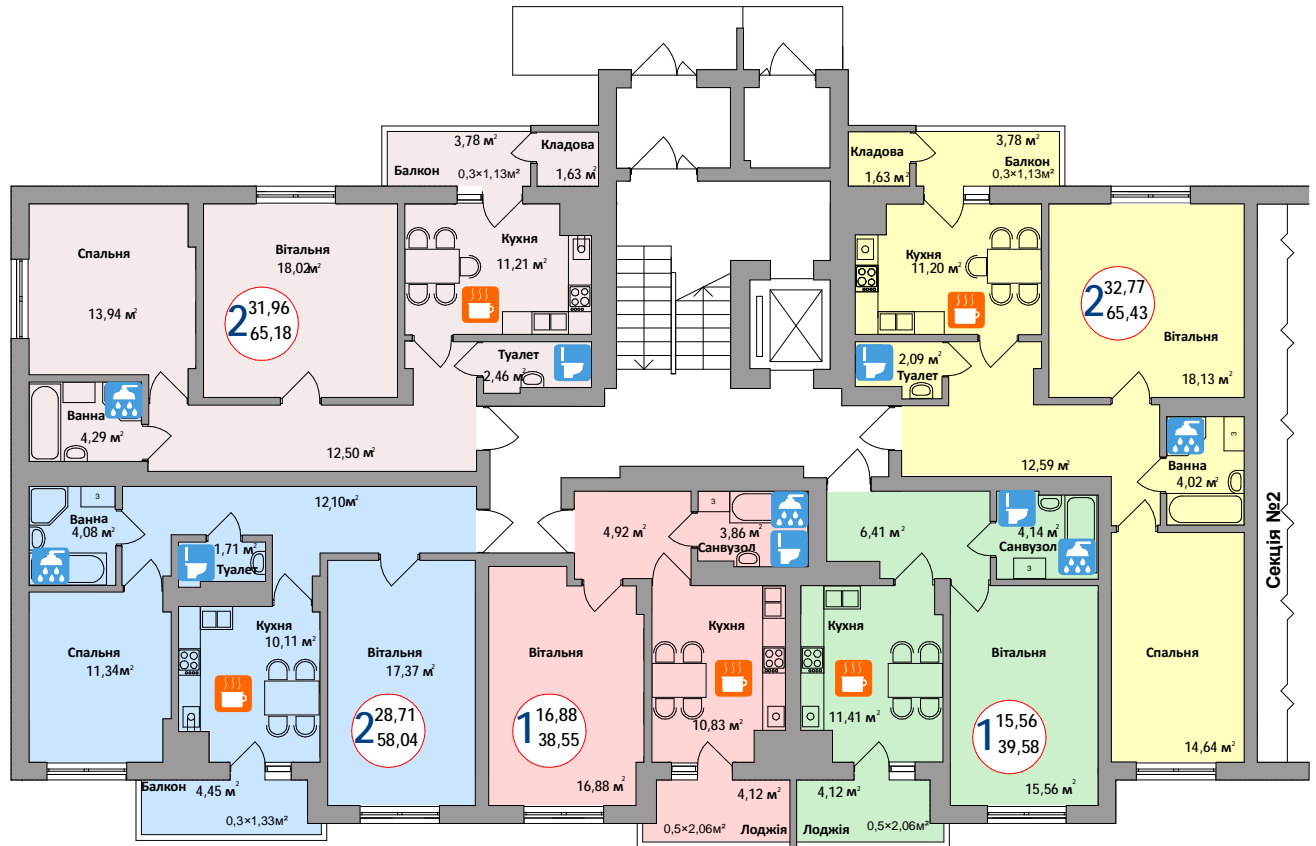 3,78 м²
Балкон
0,3×1,13м²
Кладова
1,63 м²
Кладова
1,63 м²
3,78 м²
Балкон
0,3×1,13м²
Спальня
13,94 м²
Вітальня
18,02м²
2
31,96
65,18
Кухня
11,21 м²
Туалет
2,46 м²
Ванна
4,29 м²
12,50 м²
Кухня
11,20 м²
2,09 м²
Туалет
2
32,77
65,43
Вітальня
18,13 м²
12,59 м²
Ванна
4,02 м²
З
Спальня
14,64 м²
Секція №2
З
Ванна
4,08 м²
12,10м²
1,71 м²
Туалет
Спальня
11,34м²
Кухня
10,11 м²
Вітальня
17,37 м²
2
28,71
58,04
Балкон
4,45 м²
0,3×1,33м²
4,92 м²
З
3,86 м²
Санвузол
Вітальня
1
16,88
38,55
16,88 м²
Кухня
10,83 м²
4,12 м²
0,5×2,06м²
Лоджія
6,41 м²
4,14 м²
Санвузол
З
Кухня
11,41 м²
Вітальня
1
15,56
39,58
15,56 м²
4,12 м²
Лоджія
0,5×2,06м²